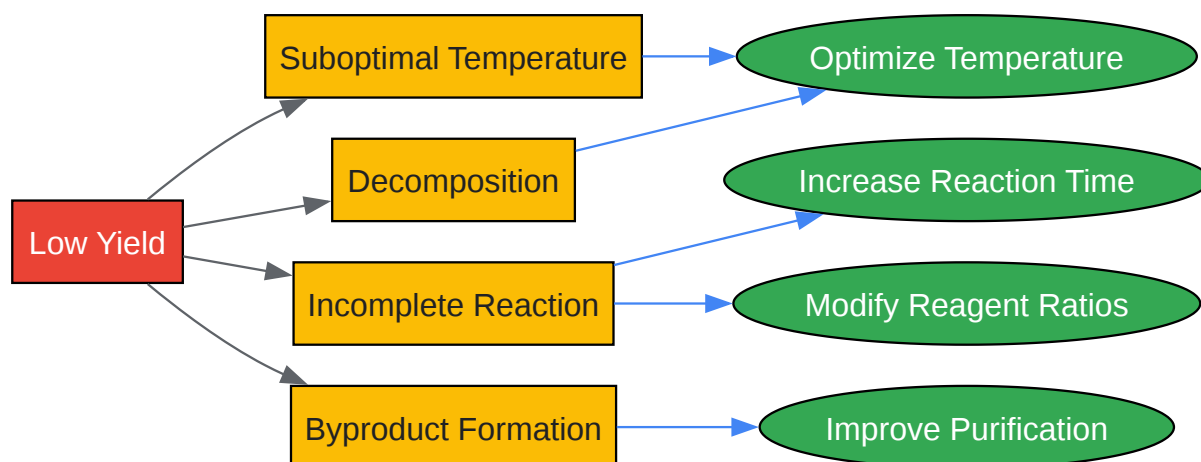 Suboptimal Temperature
Optimize Temperature
Decomposition
Increase Reaction Time
Low Yield
Incomplete Reaction
Modify Reagent Ratios
Byproduct Formation
Improve Purification